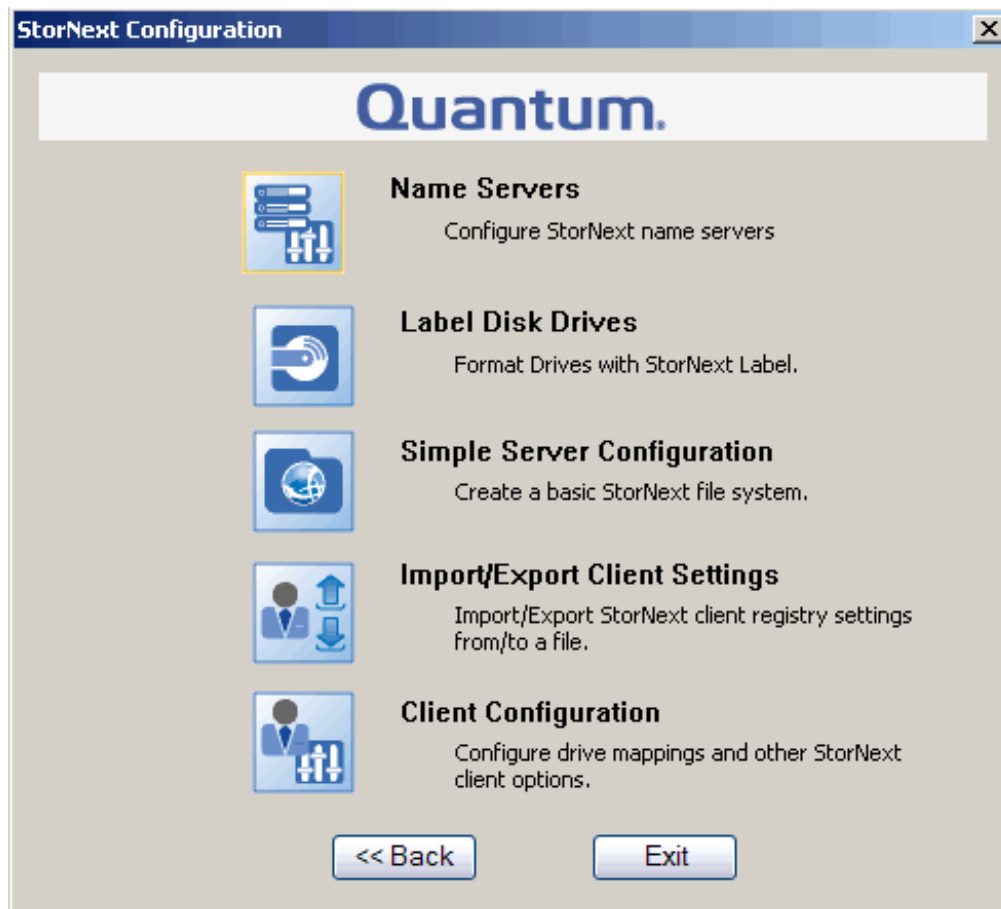 StorNext Configuration
Quantum.
Name Servers
Configure StorNext name servers
Label Disk Drives
Format Drives with StorNext Label.
Simple Server Configuration
Create a basic StorNext file system.
Import/Export Client Settings
Import/Export StorNext client registry settings
from/to a file.
Client Configuration
Configure drive mappings and other StorNext
client options.
<< Back
Exit